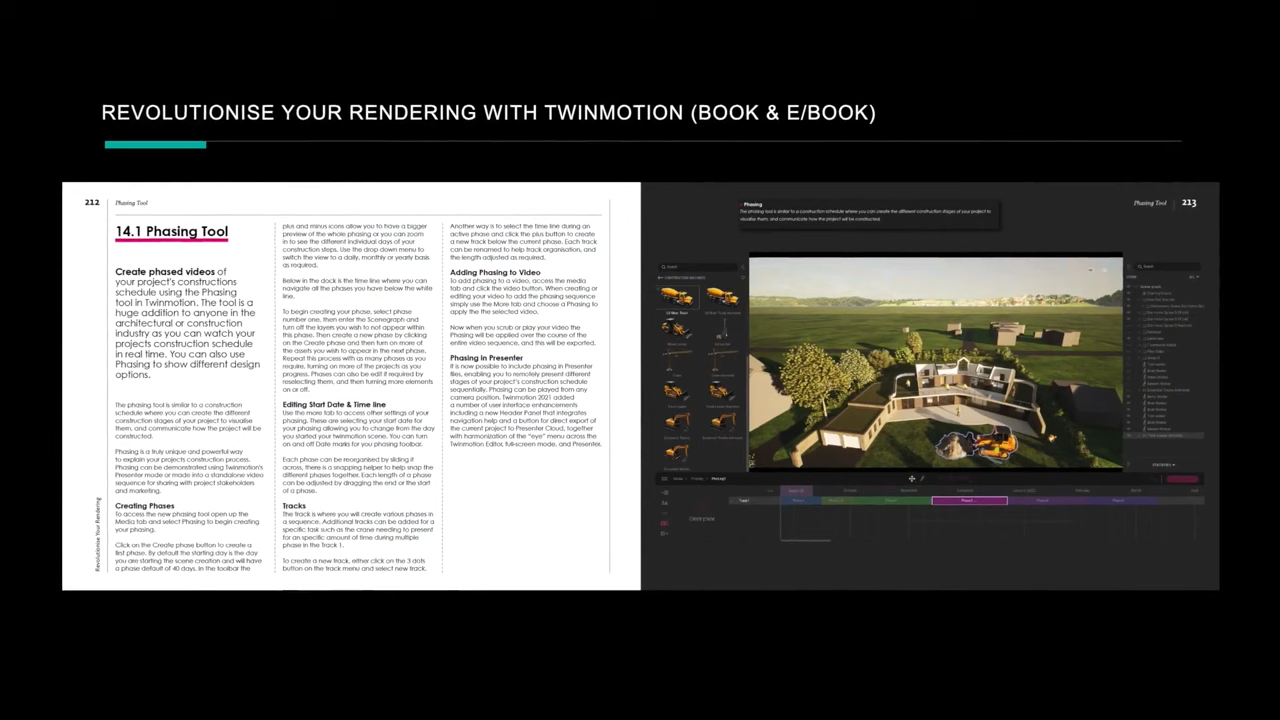 REVOLUTIONISE YOUR RENDERING WITH TWINMOTION (BOOK & E/BOOK)
212
Phasing Tool
14.1 Phasing Tool
Create phased videos of
your project's constructions
schedule using the Phasing
tool in Twinmotion. The tool is a
huge addition to anyone in the
architectural or construction
industry as you can watch your
projects construction schedule
in real time. You can also use
Phasing to show different design
options.
The phasing tool is similar to a construction
schedule where you can create the different
construction stages of your project to visualise
them, and communicate how the project will be
constructed.
Phasing is a truly unique and powerful way
to explain your projects construction process.
Phasing can be demonstrated using Twinmotion's
Presenter mode or made into a standalone video
sequence for sharing with project stakeholders
and marketing.
Creating Phases
To access the new phasing tool open up the
Media tab and select Phasing to begin creating
your phasing.
Click on the Create phase button to create a
first phase. By default the starting day is the day
you are starting the scene creation and will have
a phase default of 40 days. In the toolbar the
Revolutionise Your Rendering
plus and minus icons allow you to have a bigger
preview of the whole phasing or you can zoom
in to see the different individual days of your
construction steps. Use the drop down menu to
switch the view to a daily, monthly or yearly basis
as required.
Below in the dock is the time line where you can
navigate all the phases you have below the white
line.
To begin creating your phase, select phase
number one, then enter the Scenegraph and
turn off the layers you wish to not appear within
this phase. Then create a new phase by clicking
on the Create phase and then turn on more of
the assets you wish to appear in the next phase.
Repeat this process with as many phases as you
require, turning on more of the projects as you
progress. Phases can also be edit if required by
reselecting them, and then turning more elements
on or off.
Editing Start Date & Time line
Use the more tab to access other settings of your
phasing. These are selecting your start date for
your phasing allowing you to change from the day
you started your twinmotion scene. You can turn
on and off Date marks for you phasing toolbar.
Each phase can be reorganised by sliding it
across, there is a snapping helper to help snap the
different phases together. Each length of a phase
can be adjusted by dragging the end or the start
of a phase.
Tracks
The track is where you will create various phases in
a sequence. Additional tracks can be added for a
specific task such as the crane needing to present
for an specific amount of time during multiple
phase in the Track 1.
To create a new track, either click on the 3 dots
button on the track menu and select new track.
Another way is to select the time line during an
active phase and click the plus button to create
a new track below the current phase. Each track
can be renamed to help track organisation, and
the length adjusted as required.
Adding Phasing to Video
To add phasing to a video, access the media
tab and click the video button. When creating or
editing your video to add the phasing sequence
simply use the More tab and choose a Phasing to
apply the the selected video.
Now when you scrub or play your video the
Phasing will be applied over the course of the
entire video sequence, and this will be exported.
Phasing in Presenter
It is now possible to include phasing in Presenter
files, enabling you to remotely present different
stages of your project's construction schedule
sequentially. Phasing can be played from any
camera position. Twinmotion 2021 added
a number of user interface enhancements
including a new Header Panel that integrates
navigation help and a button for direct export of
the current project to Presenter Cloud, together
with harmonization of the "eye" menu across the
Twinmotion Editor, full-screen mode, and Presenter.
Phasing
The phasing tool is similar to a construction schedule where you can create the different construction stages of your project to
visualise them, and communicate how the project will be constructed.
Phasing Tool
213